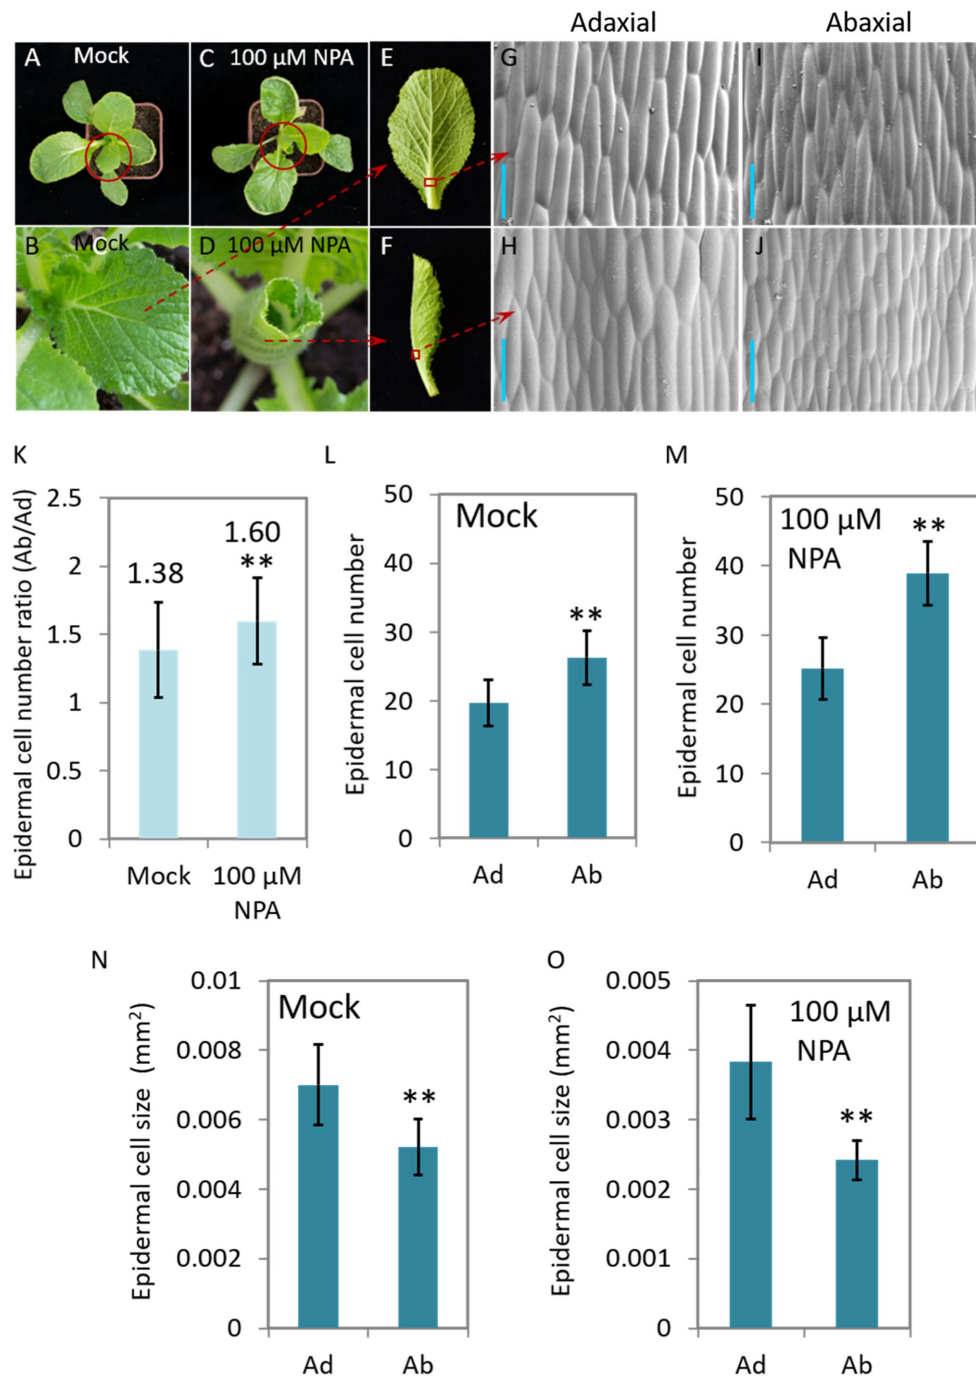 Adaxial Abaxial
A Mock C 100 µM NPA E G I
B Mock D 100 µM NPA F H J
K L M
Epidermal cell number ratio (Ab/Ad)
2.5
2
1.5
1
0.5
0
1.38
1.60
**
Mock 100 µM
NPA
Epidermal cell number
50
40
30
20
10
0
Mock
**
Ad Ab
Epidermal cell number
50
40
30
20
10
0
100 µM
NPA
**
Ad Ab
N O
Epidermal cell size (mm²)
0.01
0.008
0.006
0.004
0.002
0
Mock
**
Ad Ab
Epidermal cell size (mm²)
0.005
0.004
0.003
0.002
0.001
0
100 µM
NPA
**
Ad Ab